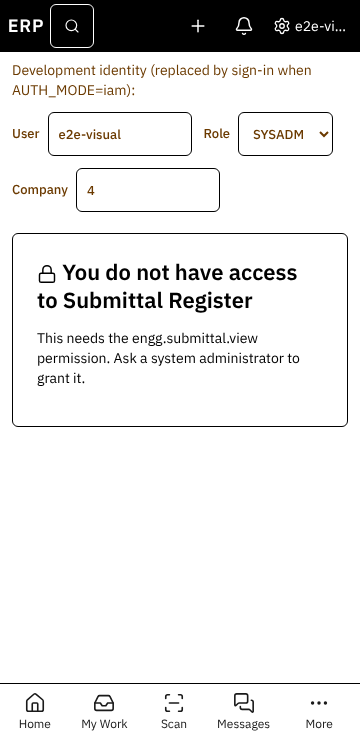 ERP
e2e-vi...
Development identity (replaced by sign-in when
AUTH_MODE=iam):
User e2e-visual Role SYSADM
Company 4
You do not have access
to Submittal Register
This needs the engg.submittal.view
permission. Ask a system administrator to
grant it.
Home My Work Scan Messages More